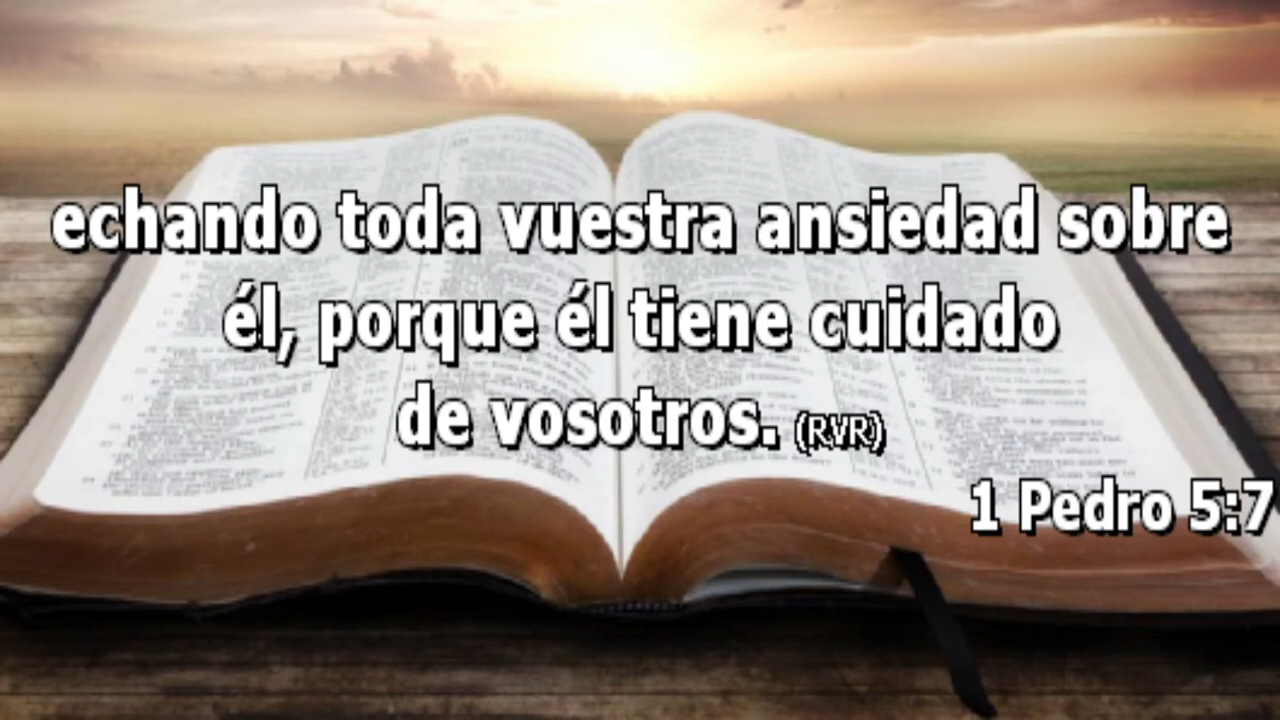 echando toda vuestra ansiedad sobre
él, porque él tiene cuidado
de vosotros. (RVR)
1 Pedro 5:7